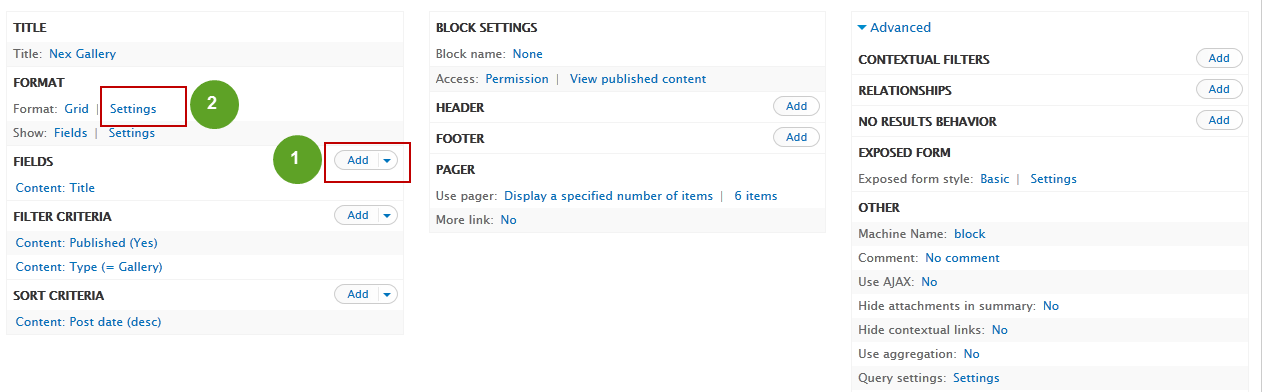 TITLE
Title: Nex Gallery
FORMAT
Format: Grid | Settings
2
Show: Fields | Settings
FIELDS
1
Add
Content: Title
FILTER CRITERIA Add
Content: Published (Yes)
Content: Type (= Gallery)
SORT CRITERIA Add
Content: Post date (desc)
BLOCK SETTINGS
Block name: None
Access: Permission | View published content
HEADER Add
FOOTER Add
PAGER
Use pager: Display a specified number of items | 6 items
More link: No
Advanced
CONTEXTUAL FILTERS Add
RELATIONSHIPS Add
NO RESULTS BEHAVIOR Add
EXPOSED FORM
Exposed form style: Basic | Settings
OTHER
Machine Name: block
Comment: No comment
Use AJAX: No
Hide attachments in summary: No
Hide contextual links: No
Use aggregation: No
Query settings: Settings